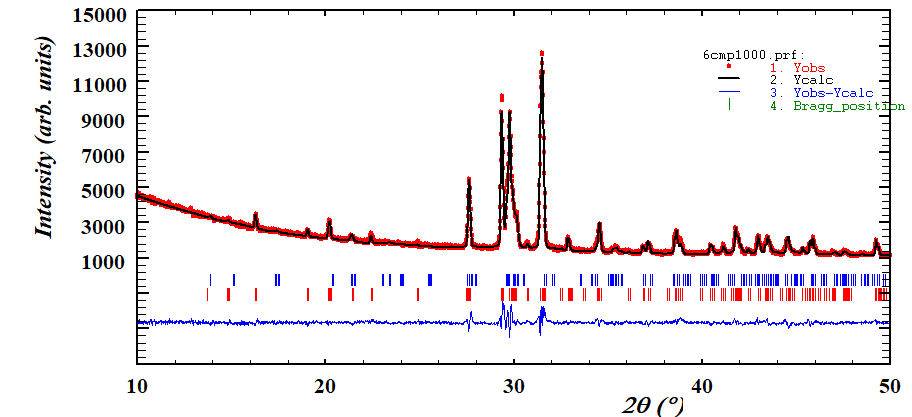 15000
13000
11000
9000
7000
5000
3000
1000
Intensity (arb. units)
6cmp1000.prf:
1. Yobs
2. Ycalc
3. Yobs-Ycalc
4. Bragg_position
10 20 30 40 50
2θ (°)